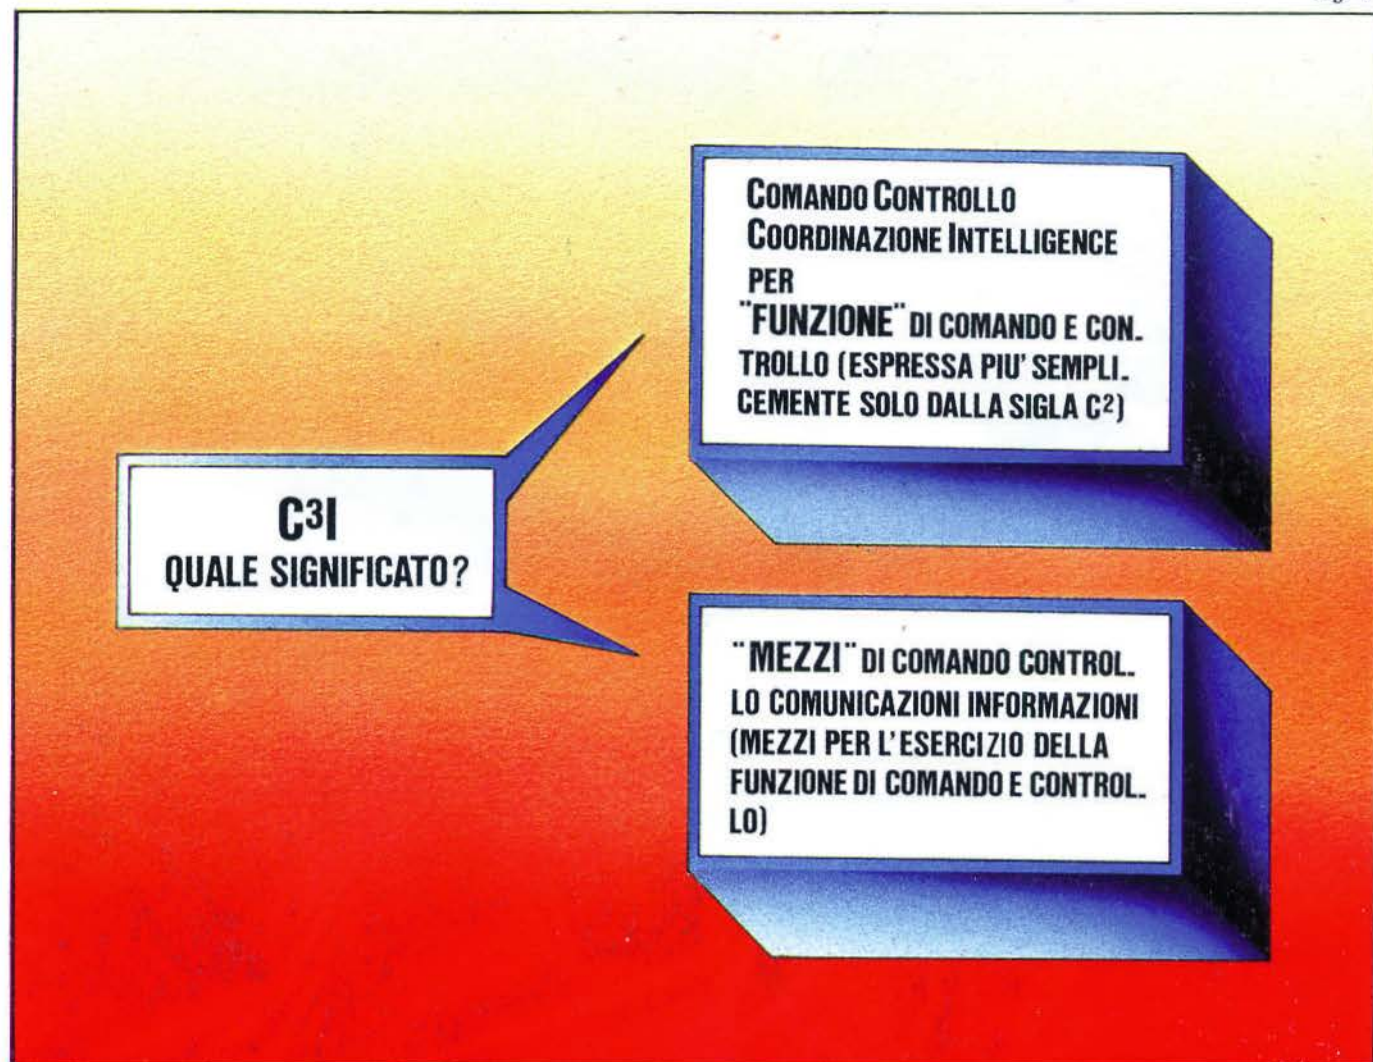 C³I
QUALE SIGNIFICATO?
COMANDO CONTROLLO
COORDINAZIONE INTELLIGENCE
PER
"FUNZIONE" DI COMANDO E CON-
TROLLO (ESPRESSA PIU' SEMPLI-
CEMENTE SOLO DALLA SIGLA C²)
"MEZZI" DI COMANDO CONTROL-
LO COMUNICAZIONI INFORMAZIONI
(MEZZI PER L'ESERCIZIO DELLA
FUNZIONE DI COMANDO E CONTROL-
LO)